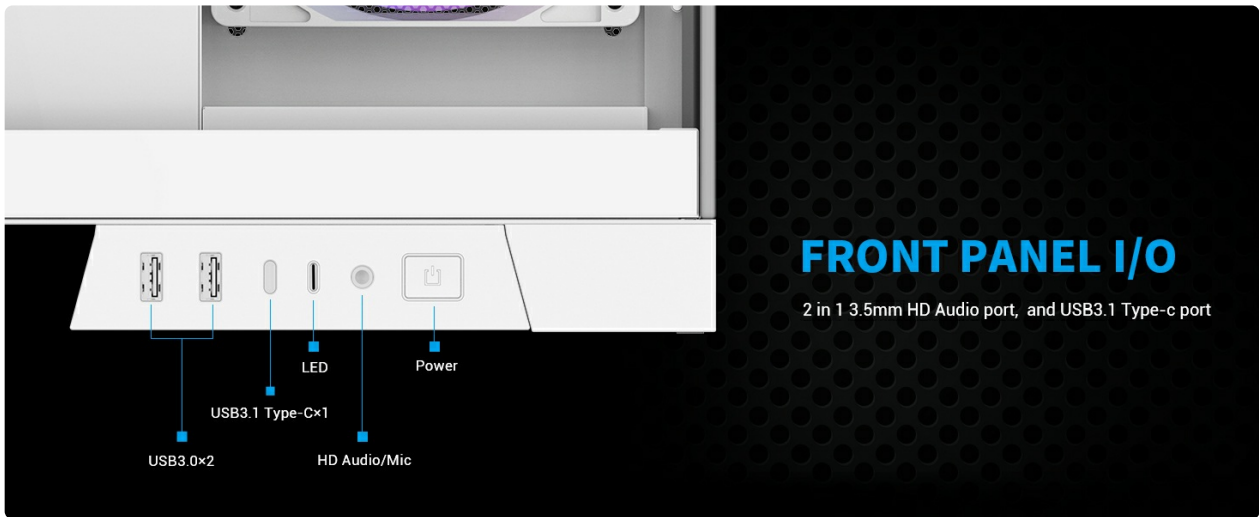 FRONT PANEL I/O
2 in 1 3.5mm HD Audio port, and USB3.1 Type-c port
LED
Power
USB3.1 Type-C×1
USB3.0×2
HD Audio/Mic